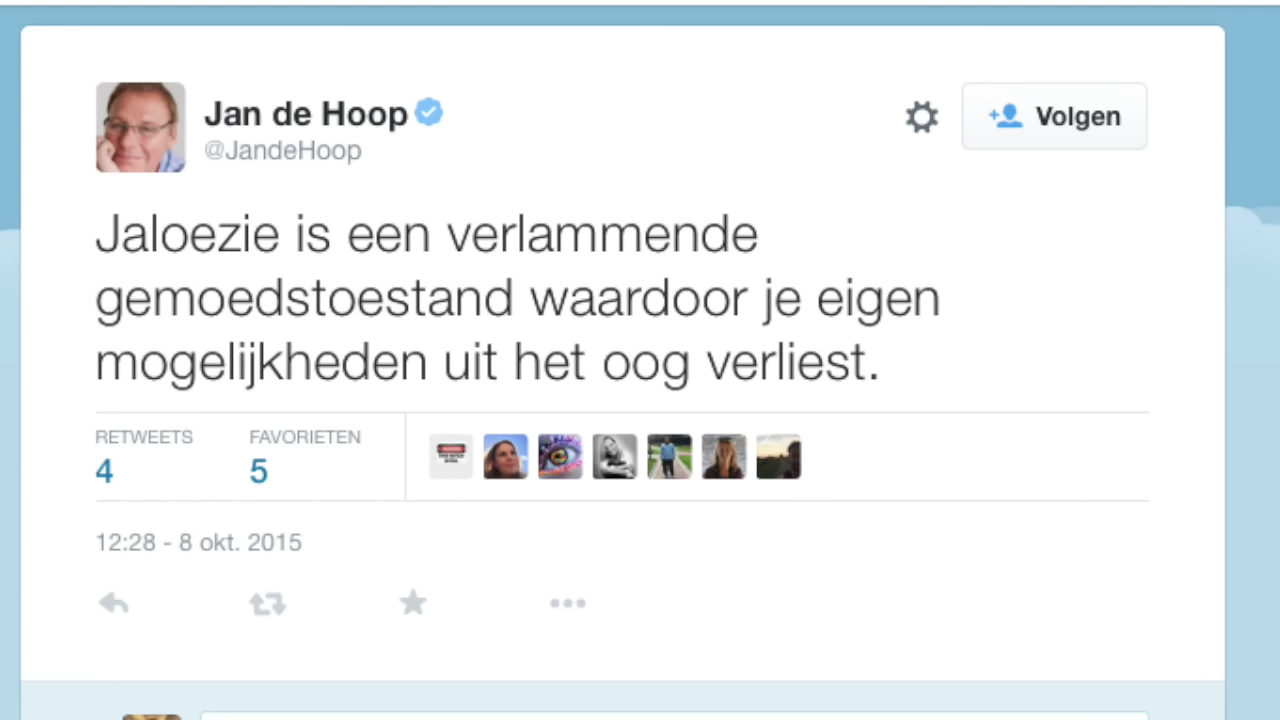 Jan de Hoop
@JandeHoop
Volgen
Jaloezie is een verlammende
gemoedstoestand waardoor je eigen
mogelijkheden uit het oog verliest.
RETWEETS
FAVORIETEN
4
5
12:28 - 8 okt. 2015